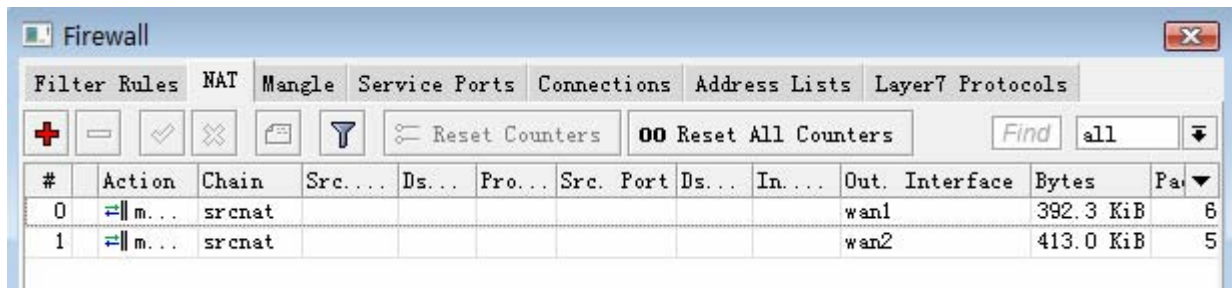 Firewall
Filter Rules NAT Mangle Service Ports Connections Address Lists Layer7 Protocols
Reset Counters 00 Reset All Counters Find all
# Action Chain Src.... Ds... Pro... Src. Port Ds... In.... Out. Interface Bytes Pa
0 m... srcnat wan1 392.3 KiB 6
1 m... srcnat wan2 413.0 KiB 5